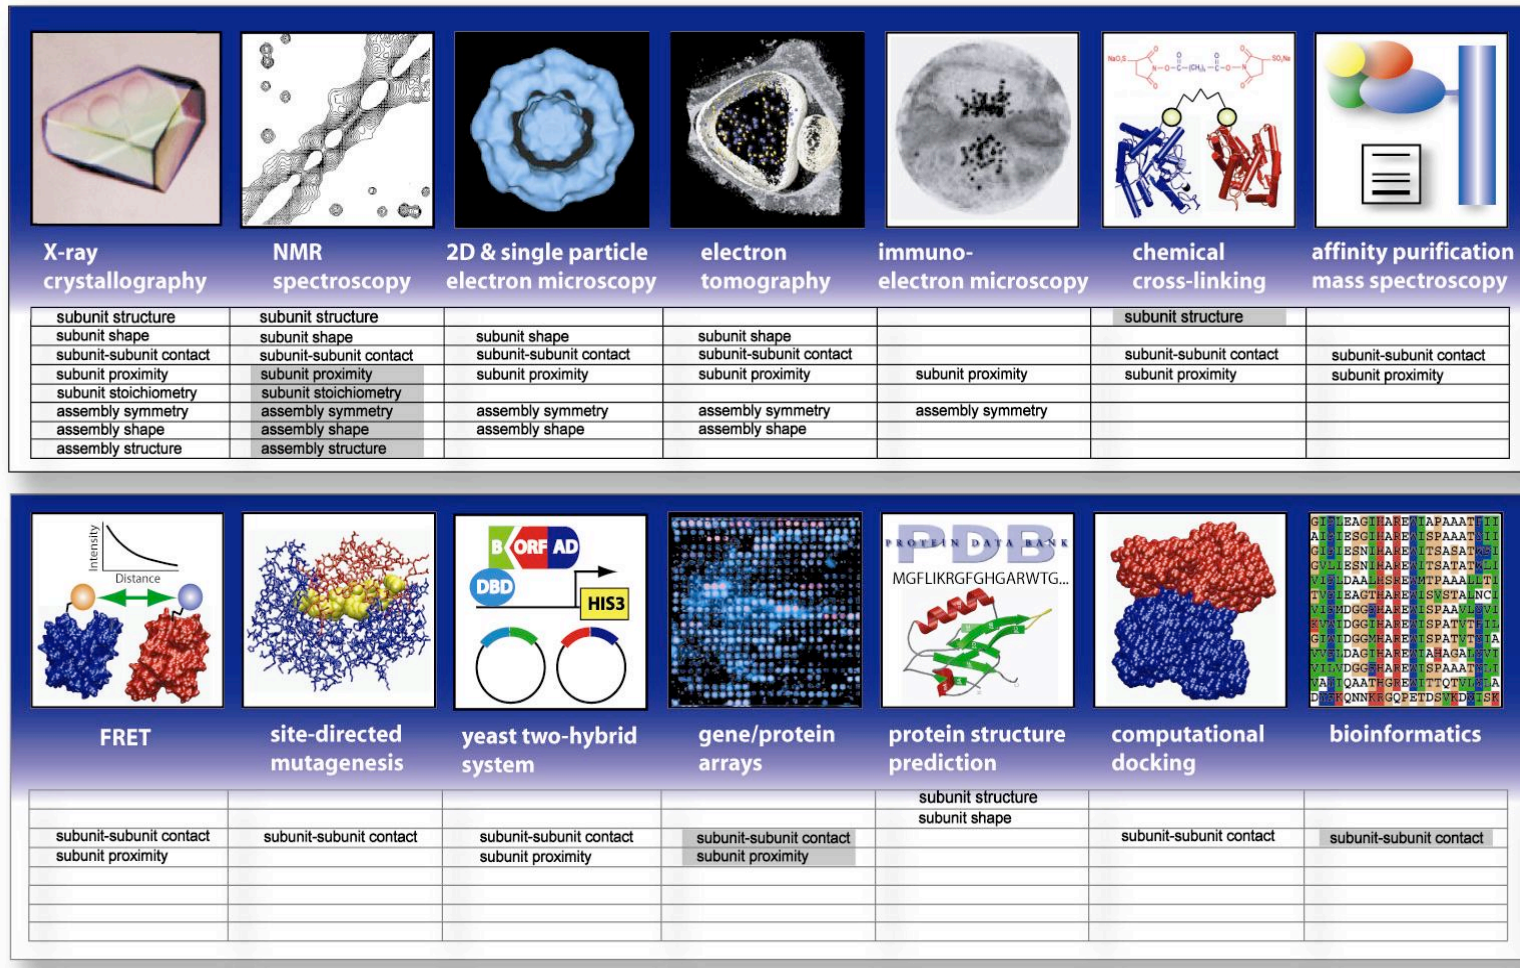 NaO₃S
SO₃Na
X-ray
crystallography
NMR
spectroscopy
2D & single particle
electron microscopy
electron
tomography
immuno-
electron microscopy
chemical
cross-linking
affinity purification
mass spectroscopy
subunit structure
subunit structure
subunit structure
subunit shape
subunit shape
subunit shape
subunit shape
subunit-subunit contact
subunit-subunit contact
subunit-subunit contact
subunit-subunit contact
subunit-subunit contact
subunit-subunit contact
subunit proximity
subunit proximity
subunit proximity
subunit proximity
subunit proximity
subunit proximity
subunit proximity
subunit stoichiometry
subunit stoichiometry
assembly symmetry
assembly symmetry
assembly symmetry
assembly symmetry
assembly symmetry
assembly shape
assembly shape
assembly shape
assembly shape
assembly structure
assembly structure
Intensity
Distance
B ORF AD
DBD
HIS3
PDB
PROTEIN DATA BANK
MGFLIKRGFGHGARWTG...
FRET
site-directed
mutagenesis
yeast two-hybrid
system
gene/protein
arrays
protein structure
prediction
computational
docking
bioinformatics
subunit structure
subunit shape
subunit-subunit contact
subunit-subunit contact
subunit-subunit contact
subunit-subunit contact
subunit-subunit contact
subunit-subunit contact
subunit proximity
subunit proximity
subunit proximity